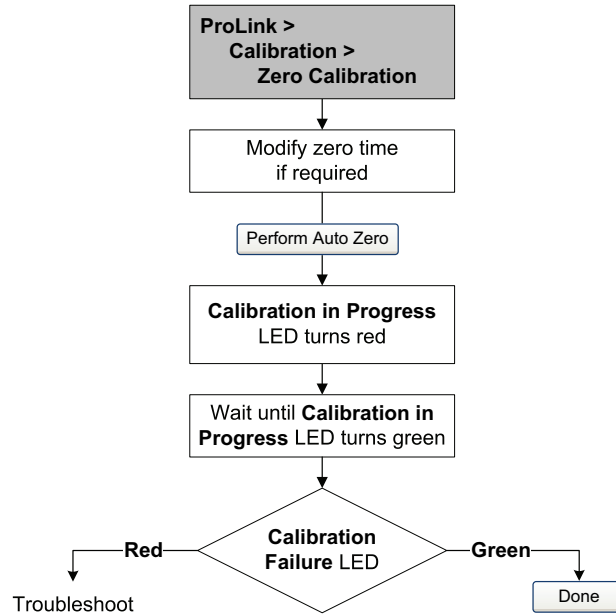 ProLink >
Calibration >
Zero Calibration
Modify zero time
if required
Perform Auto Zero
Calibration in Progress
LED turns red
Wait until Calibration in
Progress LED turns green
Calibration
Failure LED
Red
Green
Troubleshoot
Done